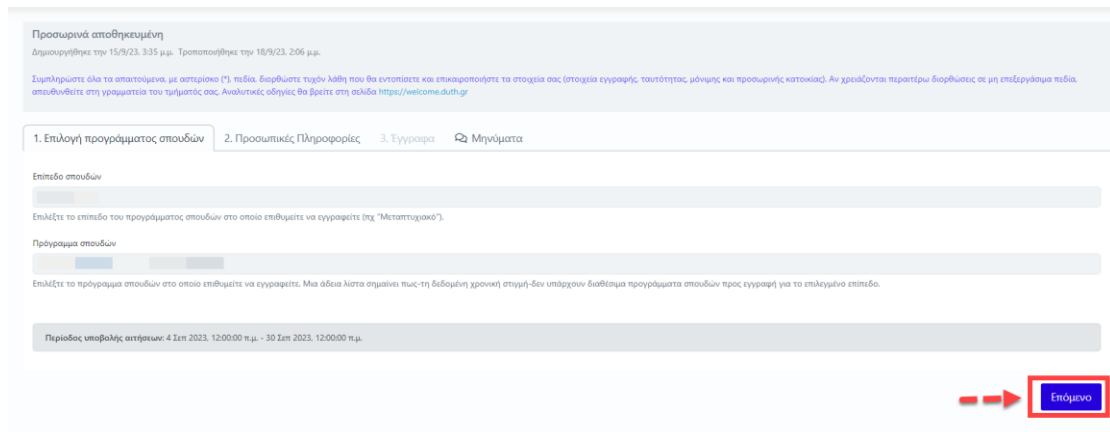 Προσωρινά αποθηκευμένη
Δημιουργήθηκε την 15/9/23, 3:35 μ.μ. Τροποποιήθηκε την 18/9/23, 2:06 μ.μ.
Συμπληρώστε όλα τα απαιτούμενα, με αστερίσκο (*), πεδία, διορθώστε τυχόν λάθη που θα εντοπίσετε και επικαιροποιήστε τα στοιχεία σας (στοιχεία εγγραφής, ταυτότητας, μόνιμης και προσωρινής κατοικίας). Αν χρειάζονται περαιτέρω διορθώσεις σε μη επεξεργάσιμα πεδία,
απευθυνθείτε στη γραμματεία του τμήματός σας. Αναλυτικές οδηγίες θα βρείτε στη σελίδα https://welcome.duth.gr
1. Επιλογή προγράμματος σπουδών 2. Προσωπικές Πληροφορίες 3. Έγγραφα Μηνύματα
Επίπεδο σπουδών
Επιλέξτε το επίπεδο του προγράμματος σπουδών στο οποίο επιθυμείτε να εγγραφείτε (πχ "Μεταπτυχιακό").
Πρόγραμμα σπουδών
Επιλέξτε το πρόγραμμα σπουδών στο οποίο επιθυμείτε να εγγραφείτε. Μια άδεια λίστα σημαίνει πως-τη δεδομένη χρονική στιγμή-δεν υπάρχουν διαθέσιμα προγράμματα σπουδών προς εγγραφή για το επιλεγμένο επίπεδο.
Περίοδος υποβολής αιτήσεων: 4 Σεπ 2023, 12:00:00 π.μ. - 30 Σεπ 2023, 12:00:00 π.μ.
Επόμενο